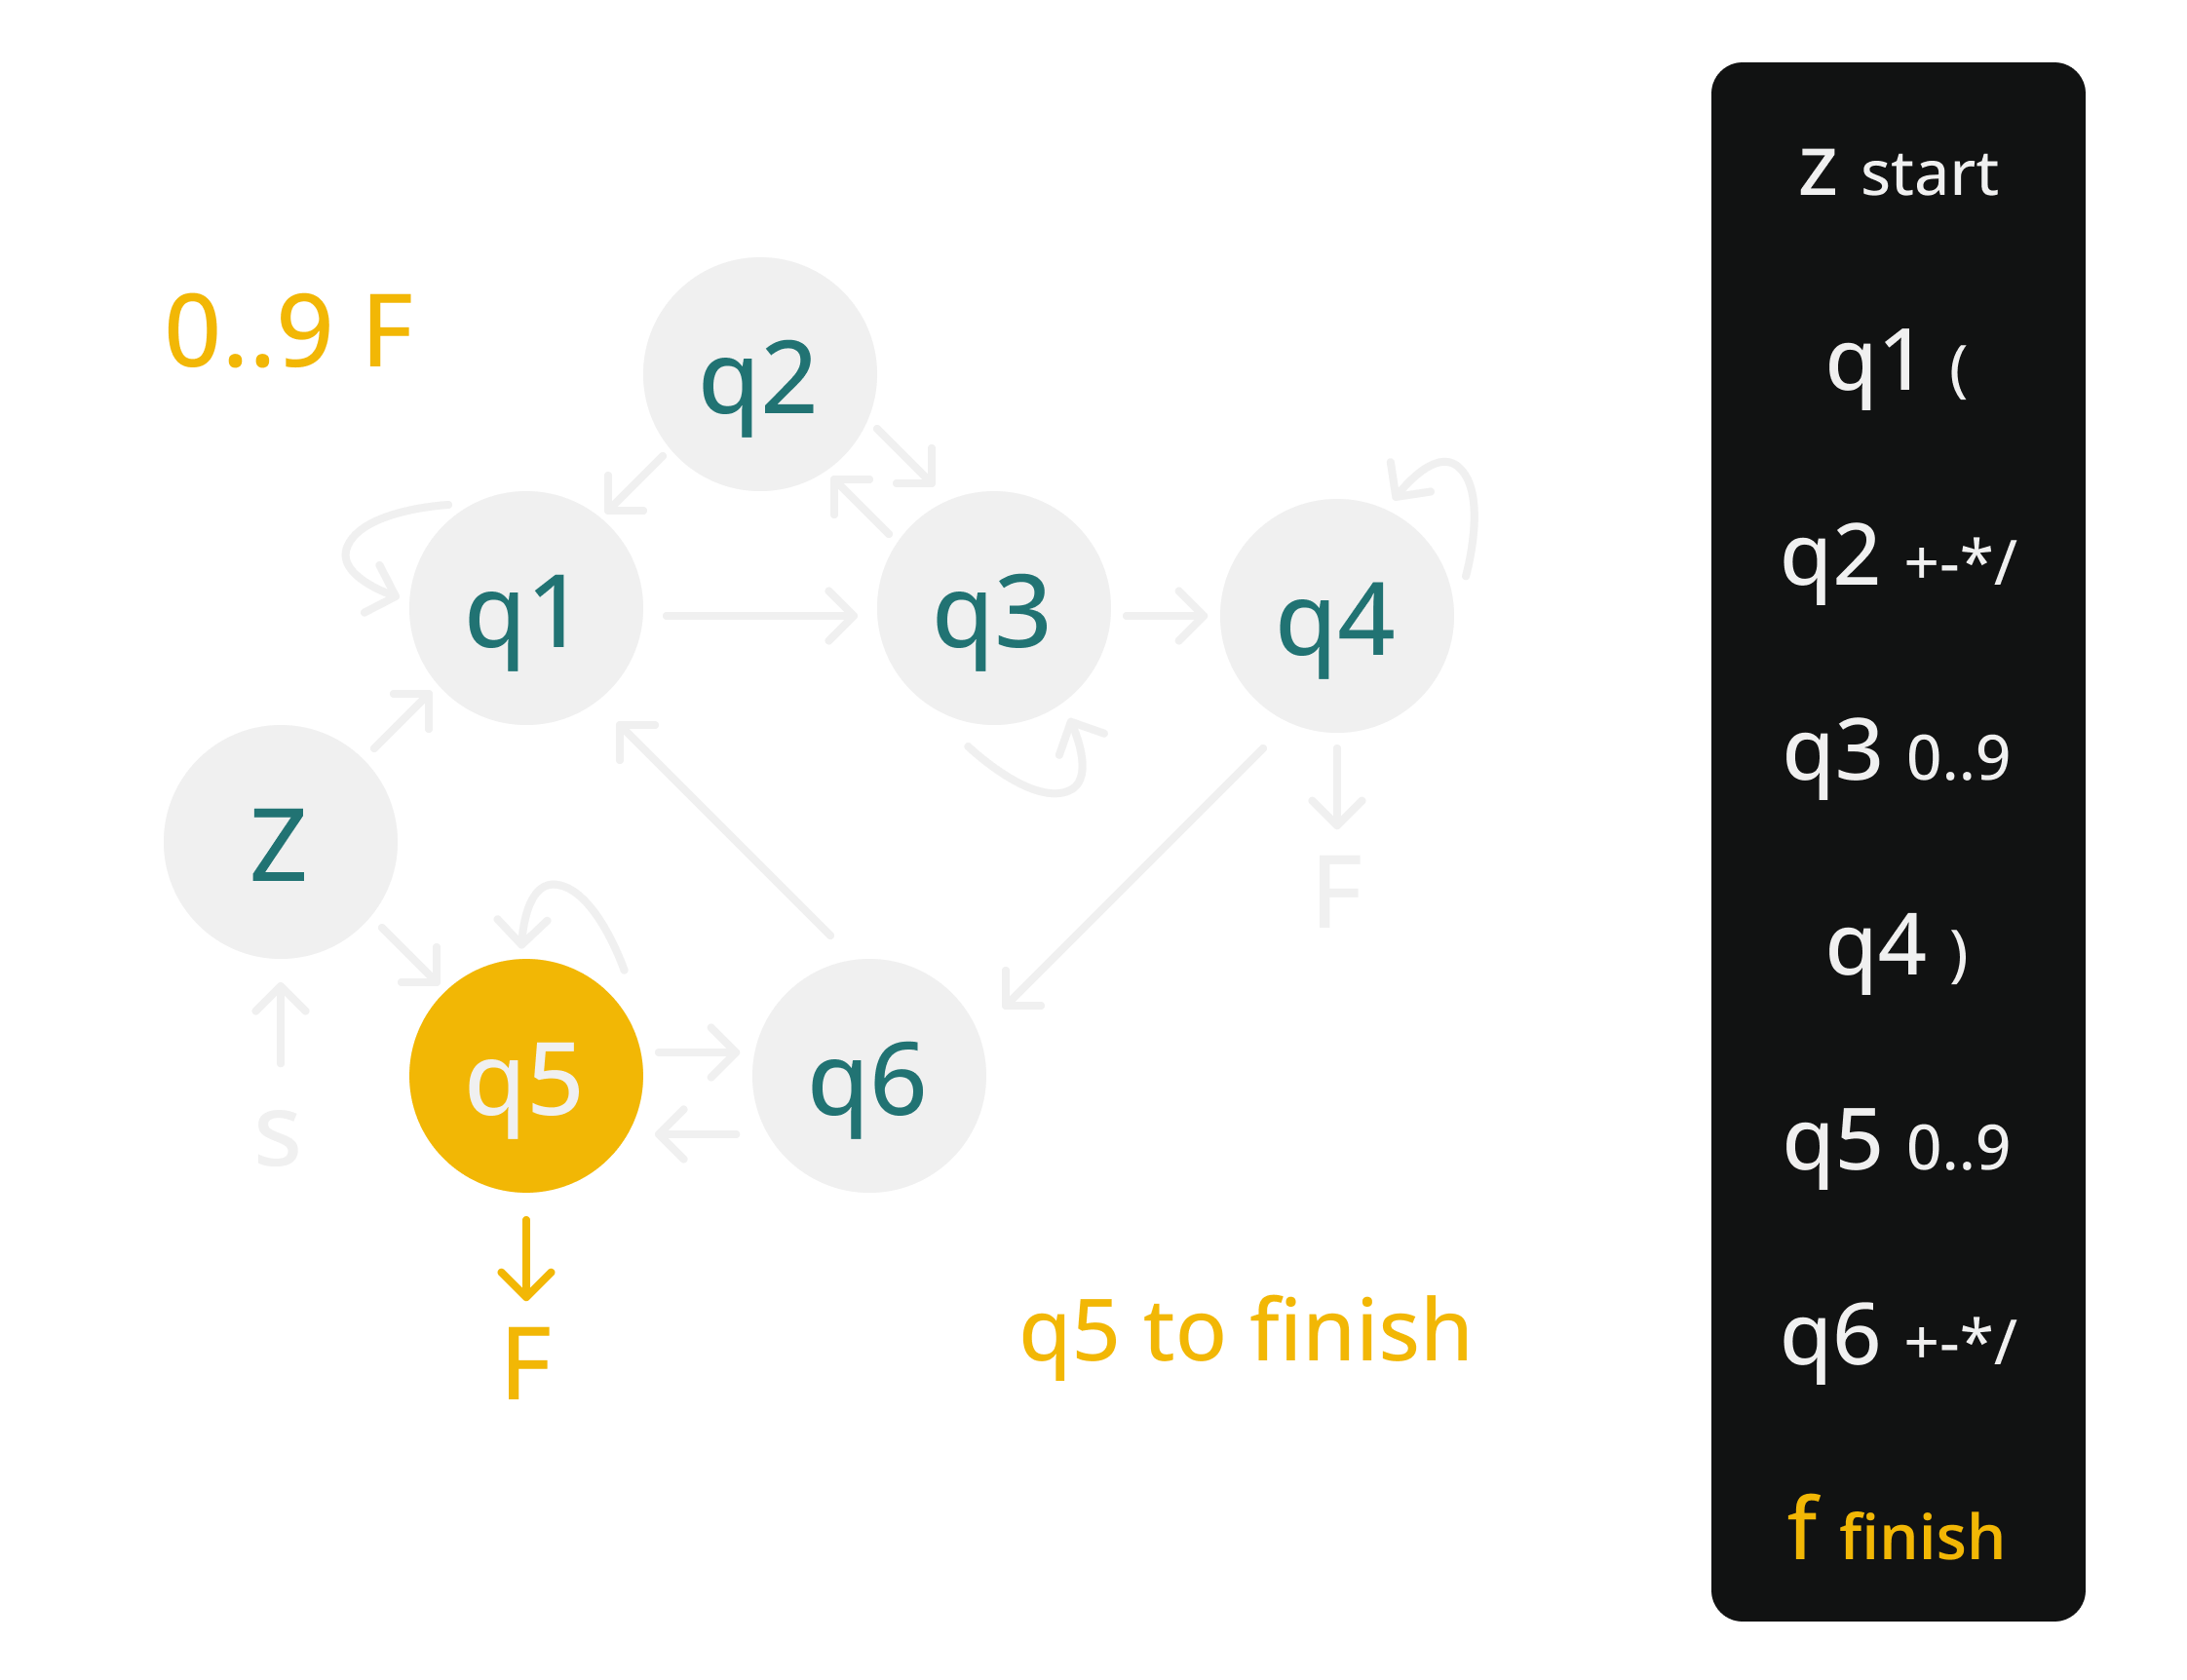 0..9 F
q2
q1
q3
q4
Z
F
q5
q6
s
F
q5 to finish
Z start
q1 (
q2 +-*/
q3 0..9
q4 )
q5 0..9
q6 +-*/
f finish